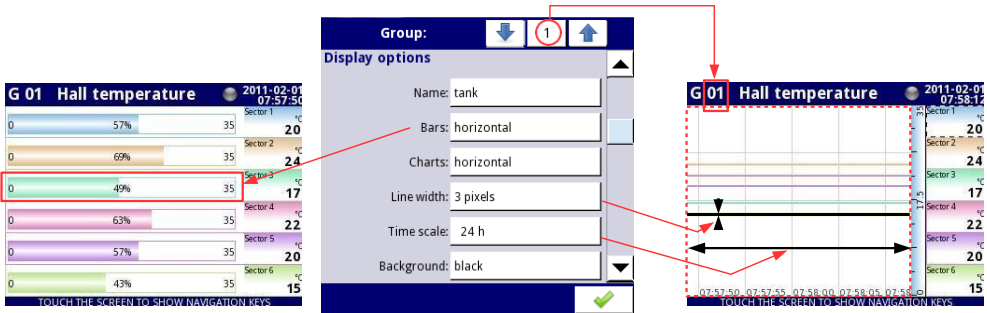 G 01 Hall temperature
2011-02-01
07:57:50
0 57% 35
Sector 1
°C
20
0 69% 35
Sector 2
°C
24
0 49% 35
Sector 3
°C
17
0 63% 35
Sector 4
°C
22
0 57% 35
Sector 5
°C
20
0 43% 35
Sector 6
°C
15
TOUCH THE SCREEN TO SHOW NAVIGATION KEYS
Group: 1
Display options
Name: tank
Bars: horizontal
Charts: horizontal
Line width: 3 pixels
Time scale: 24 h
Background: black
G 01 Hall temperature
2011-02-01
07:58:12
35
17.5
0
07:57:50 07:57:55 07:58:00 07:58:05 07:58
Sector 1
°C
20
Sector 2
°C
24
Sector 3
°C
17
Sector 4
°C
22
Sector 5
°C
20
Sector 6
°C
15
TOUCH THE SCREEN TO SHOW NAVIGATION KEYS